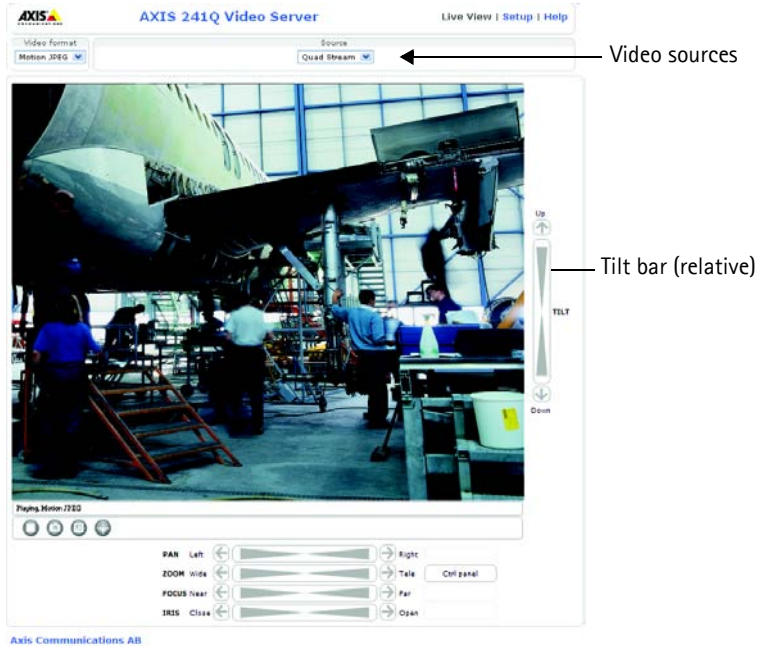 AXIS
COMMUNICATIONS
AXIS 241Q Video Server
Live View | Setup | Help
Video format
Source
Motion JPEG
Quad Stream
Video sources
Up
Tilt bar (relative)
TILT
Down
Playing, Motion JPEG
PAN Left Right
ZOOM Wide Tele Ctrl panel
FOCUS Near Far
IRIS Close Open
Axis Communications AB